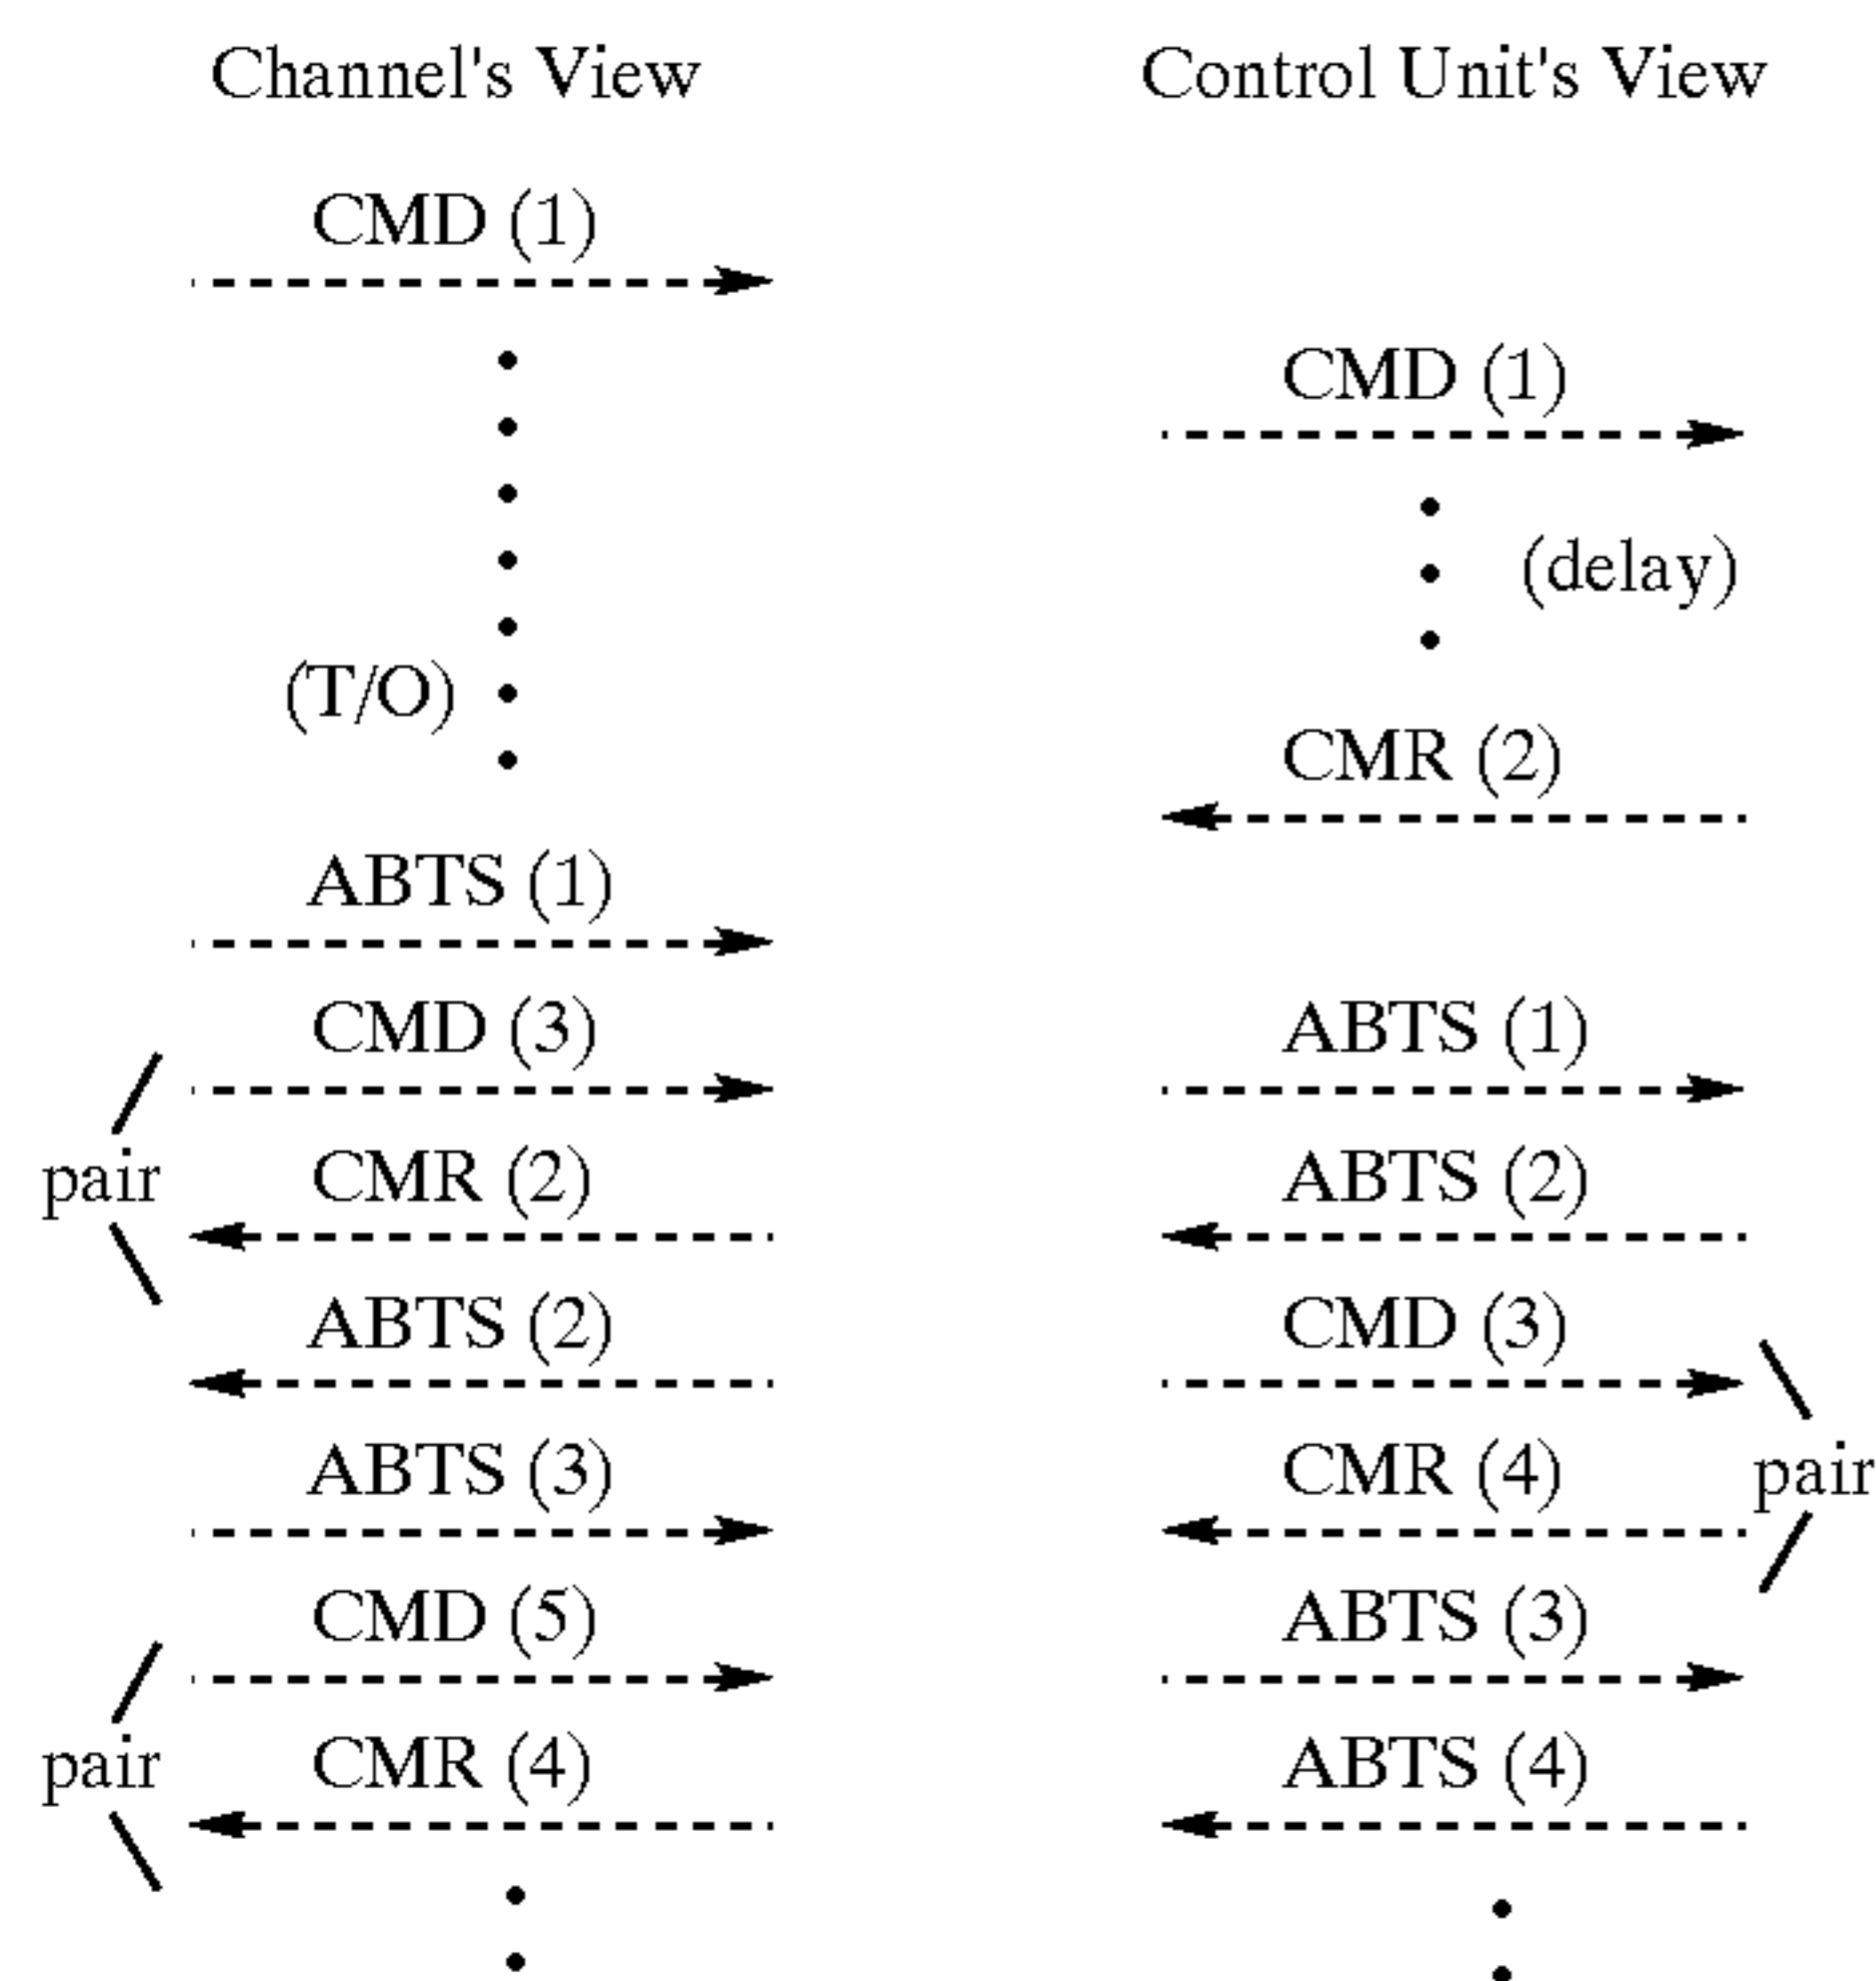 Channel's View
Control Unit's View
CMD (1)
CMD (1)
(delay)
(T/O)
CMR (2)
ABTS (1)
CMD (3)
ABTS (1)
pair
CMR (2)
ABTS (2)
ABTS (2)
CMD (3)
ABTS (3)
CMR (4)
pair
CMD (5)
ABTS (3)
pair
CMR (4)
ABTS (4)